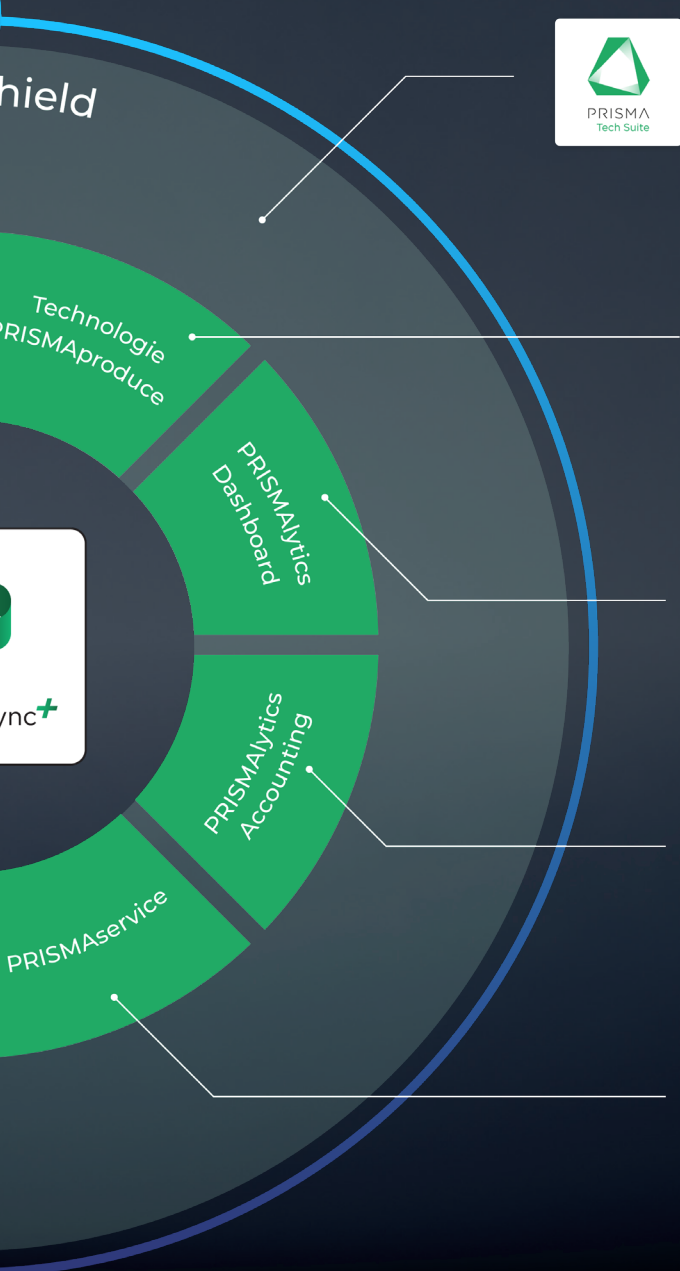 hield
PRISMA
Tech Suite
Technologie
PRISMAproduce
PRISMAlytics
Dashboard
ync+
PRISMAlytics
Accounting
PRISMAservice